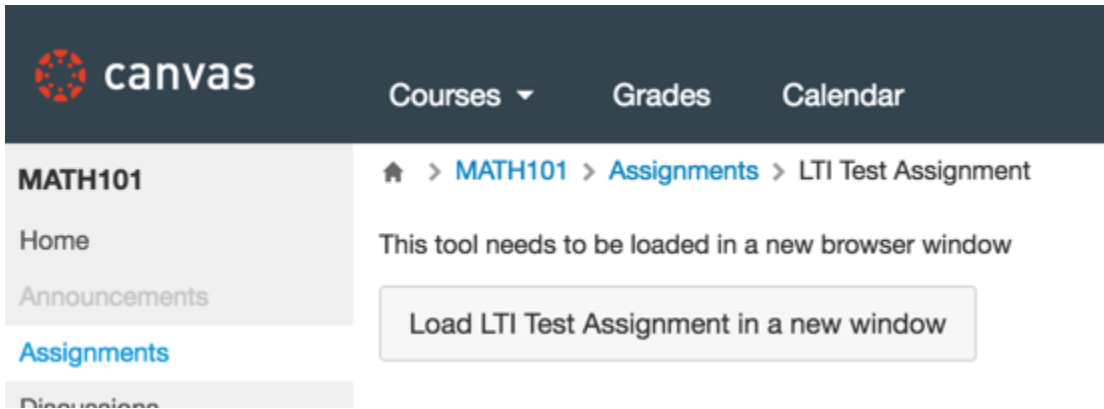 canvas
Courses Grades Calendar
MATH101
Home
Announcements
Assignments
Discussions
> MATH101 > Assignments > LTI Test Assignment
This tool needs to be loaded in a new browser window
Load LTI Test Assignment in a new window